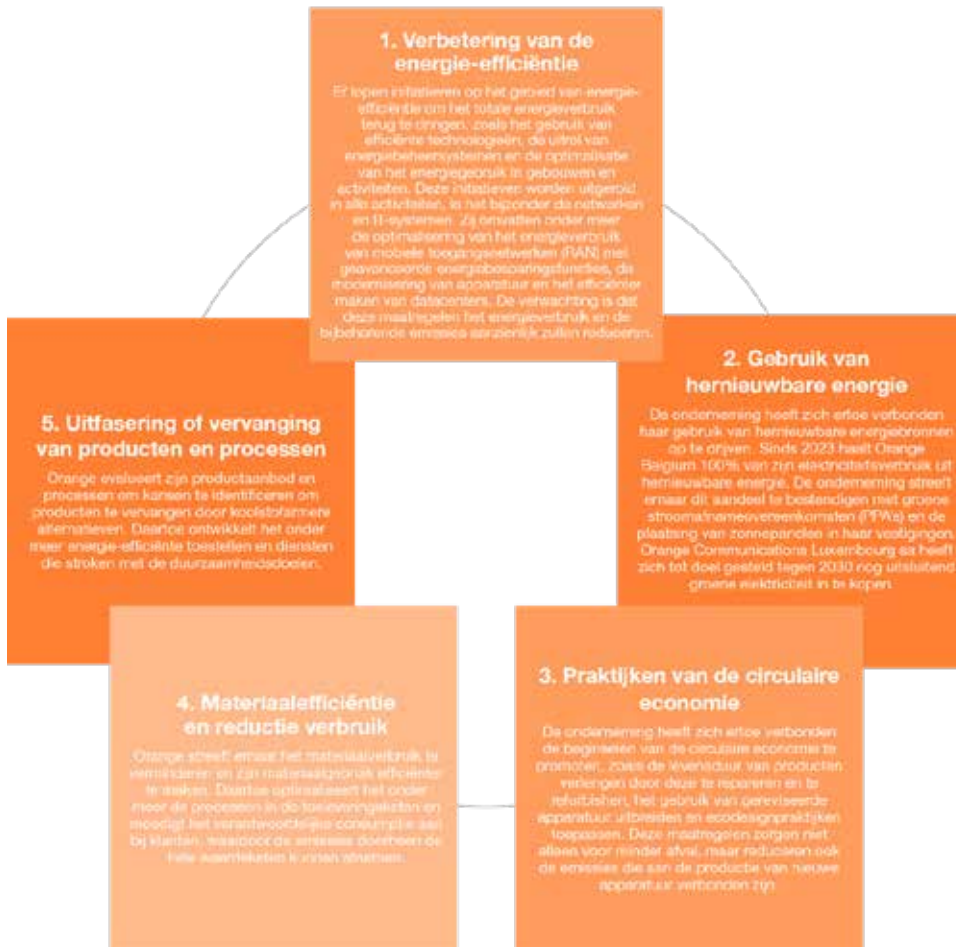 1. Verbetering van de
energie-efficiëntie
Er lopen initiatieven op het gebied van energie-
efficiëntie om het totale energieverbruik
terug te dringen, zoals het gebruik van
efficiënte technologieën, de uitrol van
energiebeheersystemen en de optimalisatie
van het energiegebruik in gebouwen en
activiteiten. Deze initiatieven worden uitgerold
in alle activiteiten, in het bijzonder de netwerken
en IT-systemen. Zij omvatten onder meer
de optimalisering van het energieverbruik
van mobiele toegangsnetwerken (RAN) met
geavanceerde energiebesparingsfuncties, de
modernisering van apparatuur en het efficiënter
maken van datacenters. De verwachting is dat
deze maatregelen het energieverbruik en de
bijbehorende emissies aanzienlijk zullen reduceren.
2. Gebruik van
hernieuwbare energie
De onderneming heeft zich ertoe verbonden
haar gebruik van hernieuwbare energiebronnen
op te drijven. Sinds 2023 haalt Orange
Belgium 100% van zijn elektriciteitsverbruik uit
hernieuwbare energie. De onderneming streeft
ernaar dit aandeel te bestendigen met groene
stroomafnameovereenkomsten (PPA's) en de
plaatsing van zonnepanelen in haar vestigingen.
Orange Communications Luxembourg sa heeft
zich tot doel gesteld tegen 2030 nog uitsluitend
groene elektriciteit in te kopen.
3. Praktijken van de circulaire
economie
De onderneming heeft zich ertoe verbonden
de beginselen van de circulaire economie te
promoten, zoals de levensduur van producten
verlengen door deze te repareren en te
refurbishen, het gebruik van gereviseerde
apparatuur uitbreiden en ecodesignpraktijken
toepassen. Deze maatregelen zorgen niet
alleen voor minder afval, maar reduceren ook
de emissies die aan de productie van nieuwe
apparatuur verbonden zijn.
4. Materiaalefficiëntie
en reductie verbruik
Orange streeft ernaar het materiaalverbruik te
verminderen en zijn materiaalgebruik efficiënter
te maken. Daartoe optimaliseert het onder
meer de processen in de toeleveringsketen en
moedigt het verantwoordelijke consumptie aan
bij klanten, waardoor de emissies doorheen de
hele waardeketen kunnen afnemen.
5. Uitfasering of vervanging
van producten en processen
Orange evalueert zijn productaanbod en
processen om kansen te identificeren om
producten te vervangen door koolstofarmere
alternatieven. Daartoe ontwikkelt het onder
meer energie-efficiënte toestellen en diensten
die stroken met de duurzaamheidsdoelen.